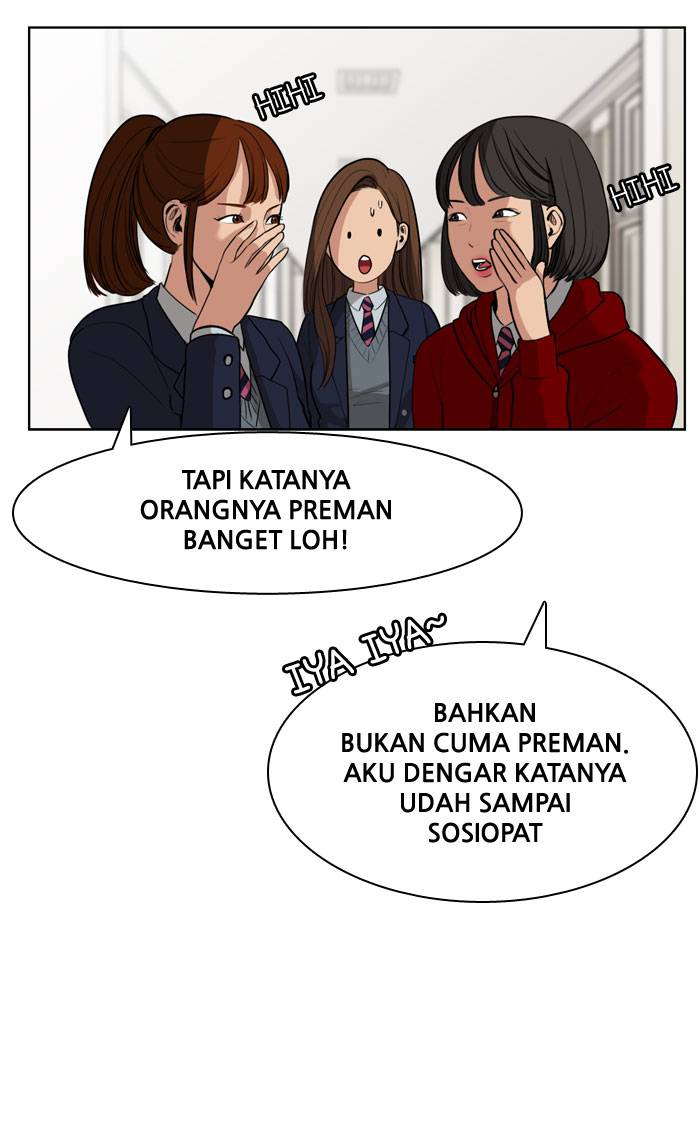 HIHI
HIHI
TAPI KATANYA
ORANGNYA PREMAN
BANGET LOH!
IYA IYA~
BAHKAN
BUKAN CUMA PREMAN.
AKU DENGAR KATANYA
UDAH SAMPAI
SOSIOPAT